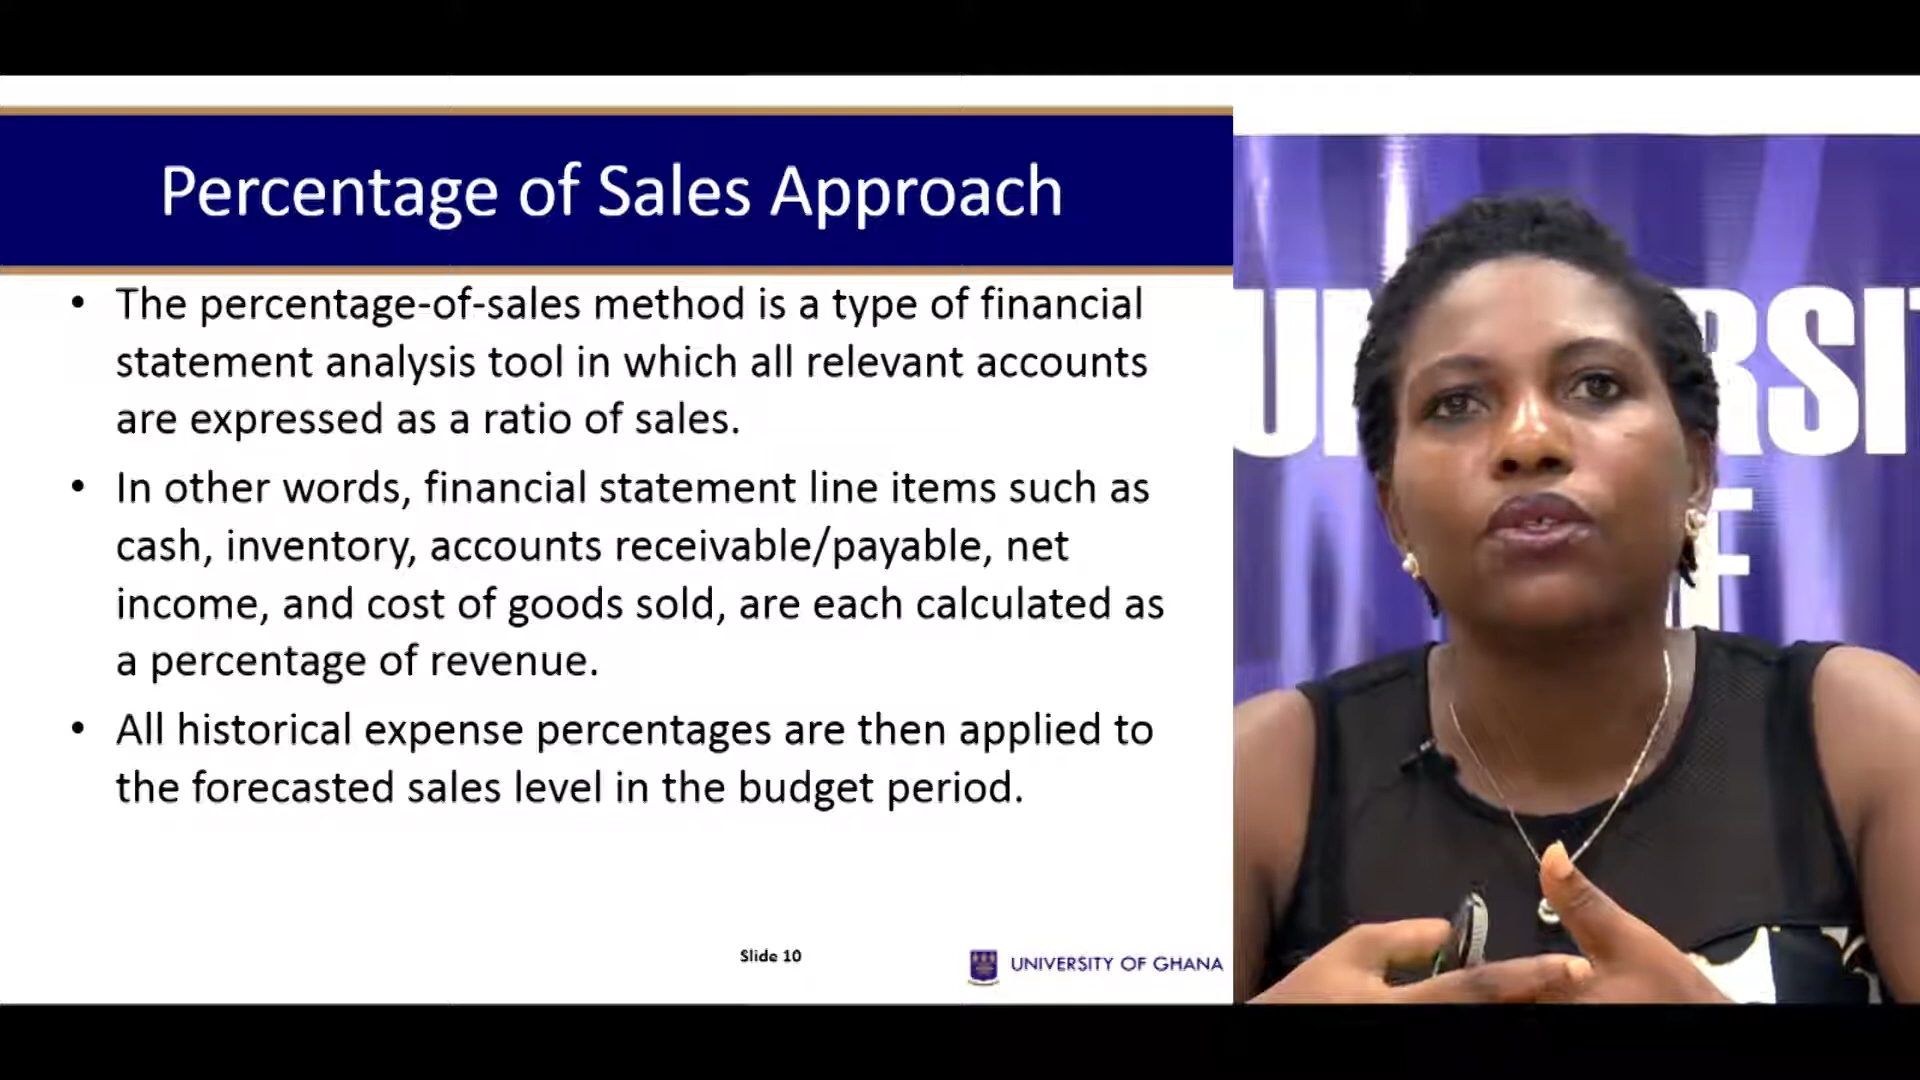 Percentage of Sales Approach
• The percentage-of-sales method is a type of financial
statement analysis tool in which all relevant accounts
are expressed as a ratio of sales.
• In other words, financial statement line items such as
cash, inventory, accounts receivable/payable, net
income, and cost of goods sold, are each calculated as
a percentage of revenue.
• All historical expense percentages are then applied to
the forecasted sales level in the budget period.
Slide 10
UNIVERSITY OF GHANA